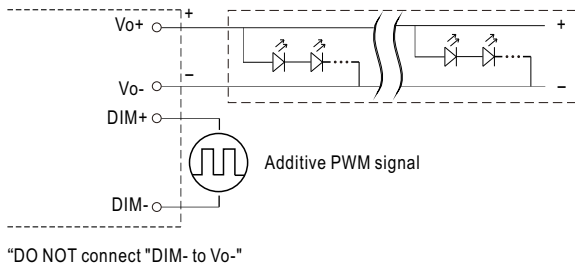 Vo+
+
+
Vo-
−
−
DIM+
Additive PWM signal
DIM-
“DO NOT connect "DIM- to Vo-"